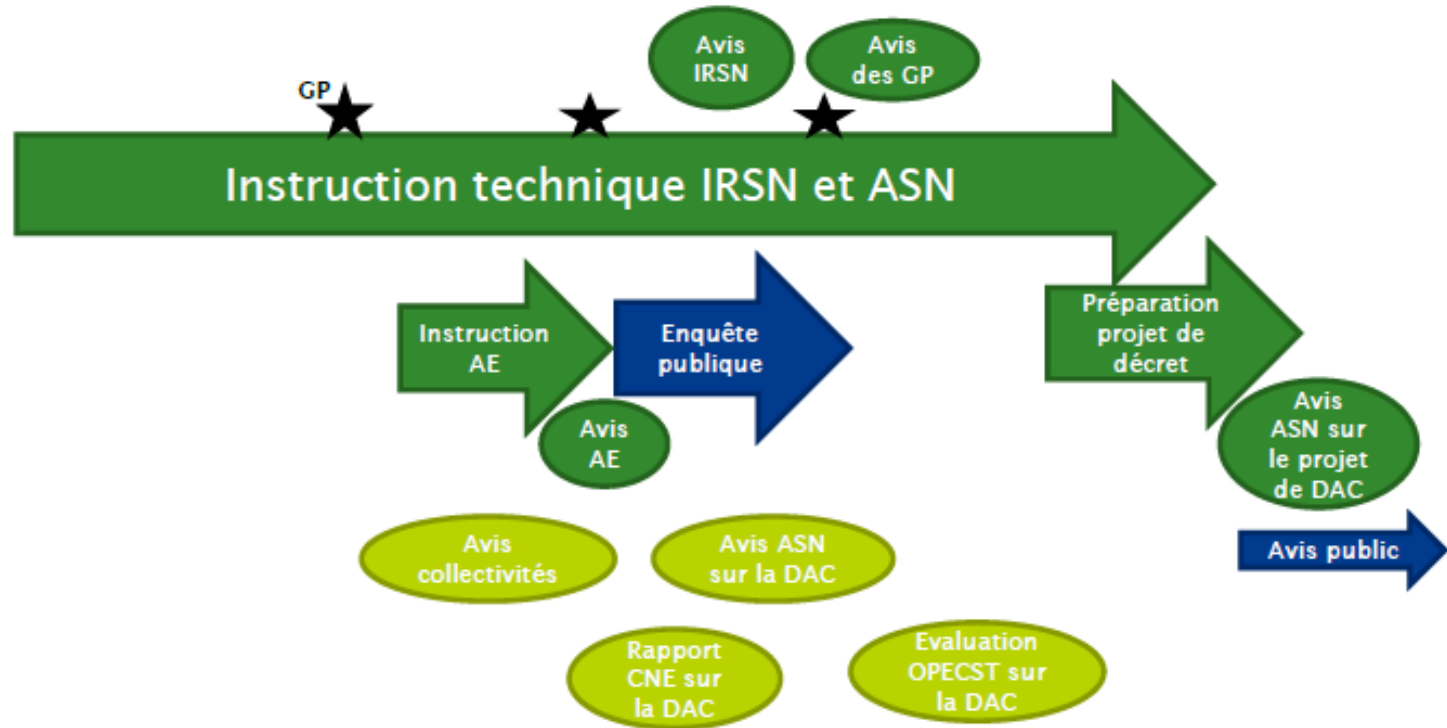 Avis
IRSN
Avis
des GP
GP
Instruction technique IRSN et ASN
Instruction
AE
Enquête
publique
Préparation
projet de
décret
Avis
AE
Avis
ASN sur
le projet
de DAC
Avis
collectivités
Avis ASN
sur la DAC
Avis public
Rapport
CNE sur
la DAC
Evaluation
OPECST sur
la DAC